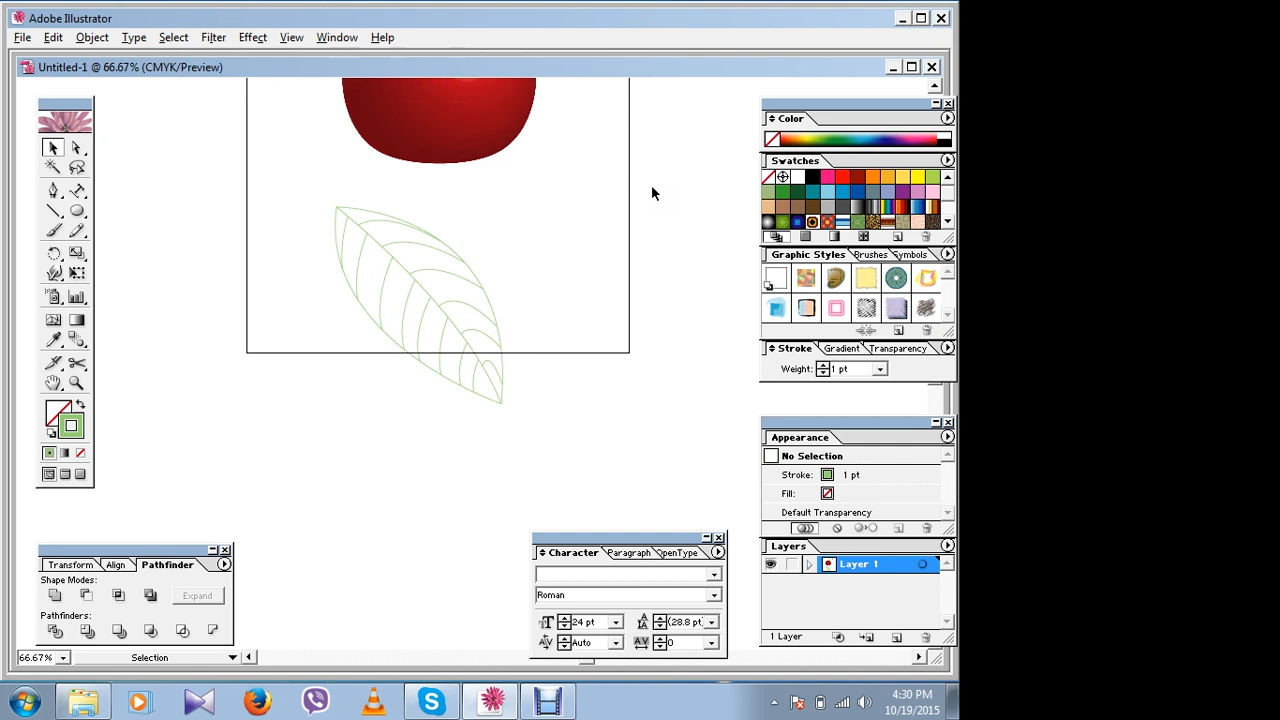 Adobe Illustrator
File Edit Object Type Select Filter Effect View Window Help
Untitled-1 @ 66.67% (CMYK/Preview)
Color
Swatches
Graphic Styles Brushes Symbols
Stroke Gradient Transparency
Weight: 1 pt
Appearance
No Selection
Stroke: 1 pt
Fill:
Default Transparency
Layers
Layer 1
1 Layer
Transform Align Pathfinder
Shape Modes:
Expand
Pathfinders:
Character Paragraph OpenType
Roman
24 pt (28.8 pt)
Auto 0
66.67% Selection
4:30 PM
10/19/2015